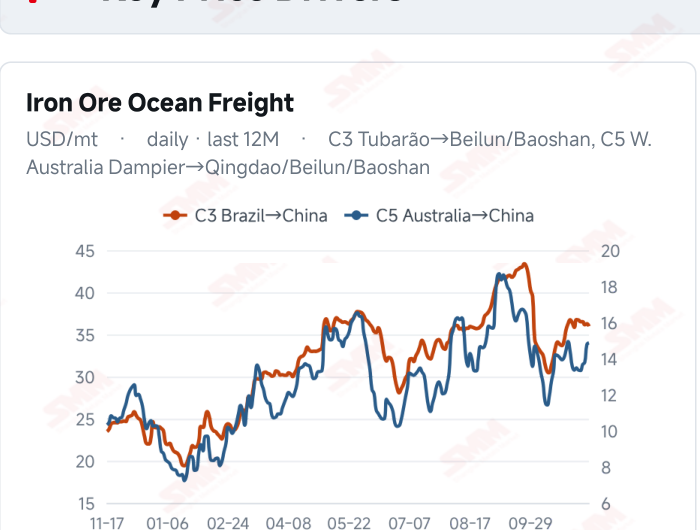 Iron Ore Ocean Freight
USD/mt · daily · last 12M · C3 Tubarão→Beilun/Baoshan, C5 W.
Australia Dampier→Qingdao/Beilun/Baoshan
C3 Brazil→China C5 Australia→China
45 20
40 18
35 16
30 14
25 12
20 10
15 8
6
11-17 01-06 02-24 04-08 05-22 07-07 08-17 09-29
SMM